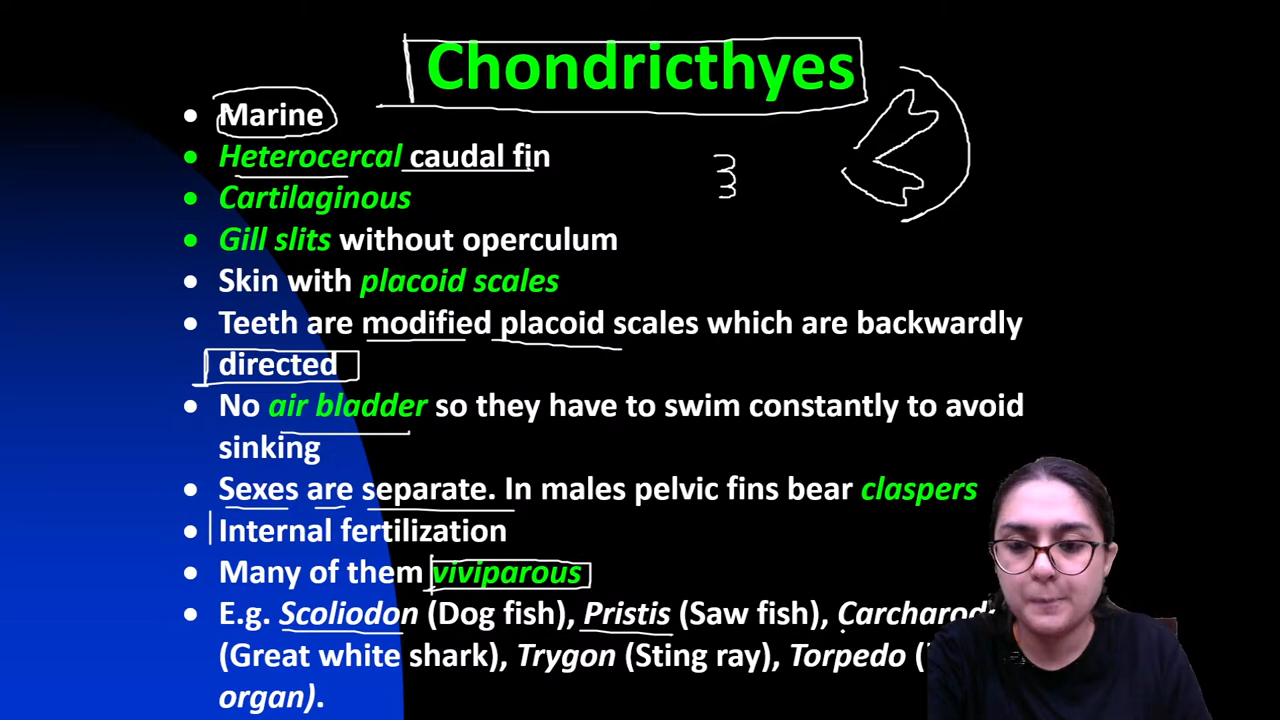 Chondricthyes
• Marine
• Heterocercal caudal fin
• Cartilaginous
• Gill slits without operculum
• Skin with placoid scales
• Teeth are modified placoid scales which are backwardly
directed
• No air bladder so they have to swim constantly to avoid
sinking
• Sexes are separate. In males pelvic fins bear claspers
• Internal fertilization
• Many of them viviparous
• E.g. Scoliodon (Dog fish), Pristis (Saw fish),
(Great white shark), Trygon (Sting ray), Torpedo (
organ).